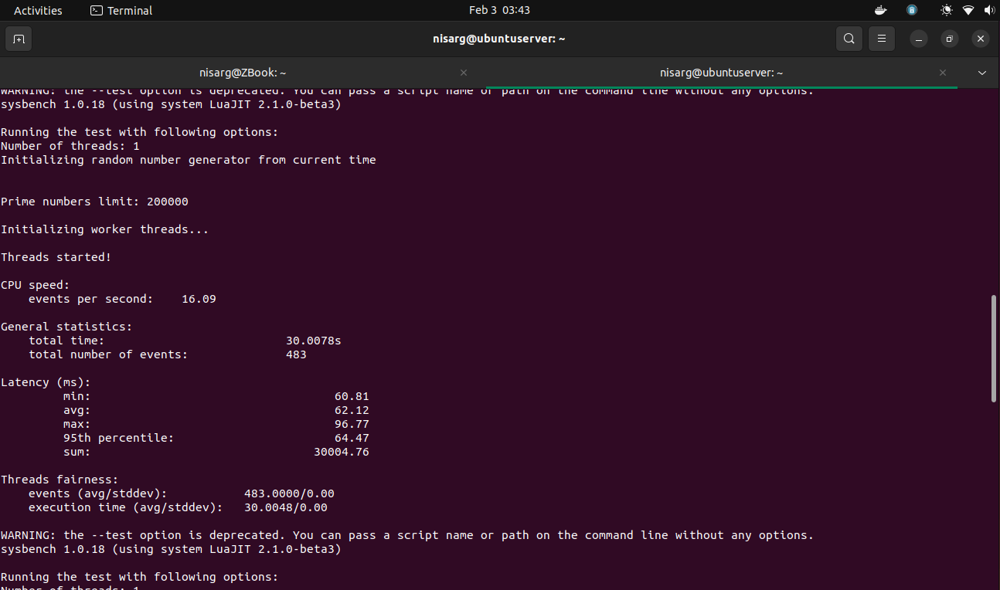 Activities
Terminal
Feb 3 03:43
nisarg@ubuntuserver: ~
nisarg@ZBook: ~
nisarg@ubuntuserver: ~
WARNING: the --test option is deprecated. You can pass a script name or path on the command line without any options.
sysbench 1.0.18 (using system LuaJIT 2.1.0-beta3)
Running the test with following options:
Number of threads: 1
Initializing random number generator from current time
Prime numbers limit: 200000
Initializing worker threads...
Threads started!
CPU speed:
events per second: 16.09
General statistics:
total time: 30.0078s
total number of events: 483
Latency (ms):
min: 60.81
avg: 62.12
max: 96.77
95th percentile: 64.47
sum: 30004.76
Threads fairness:
events (avg/stddev): 483.0000/0.00
execution time (avg/stddev): 30.0048/0.00
WARNING: the --test option is deprecated. You can pass a script name or path on the command line without any options.
sysbench 1.0.18 (using system LuaJIT 2.1.0-beta3)
Running the test with following options:
Number of threads: 1